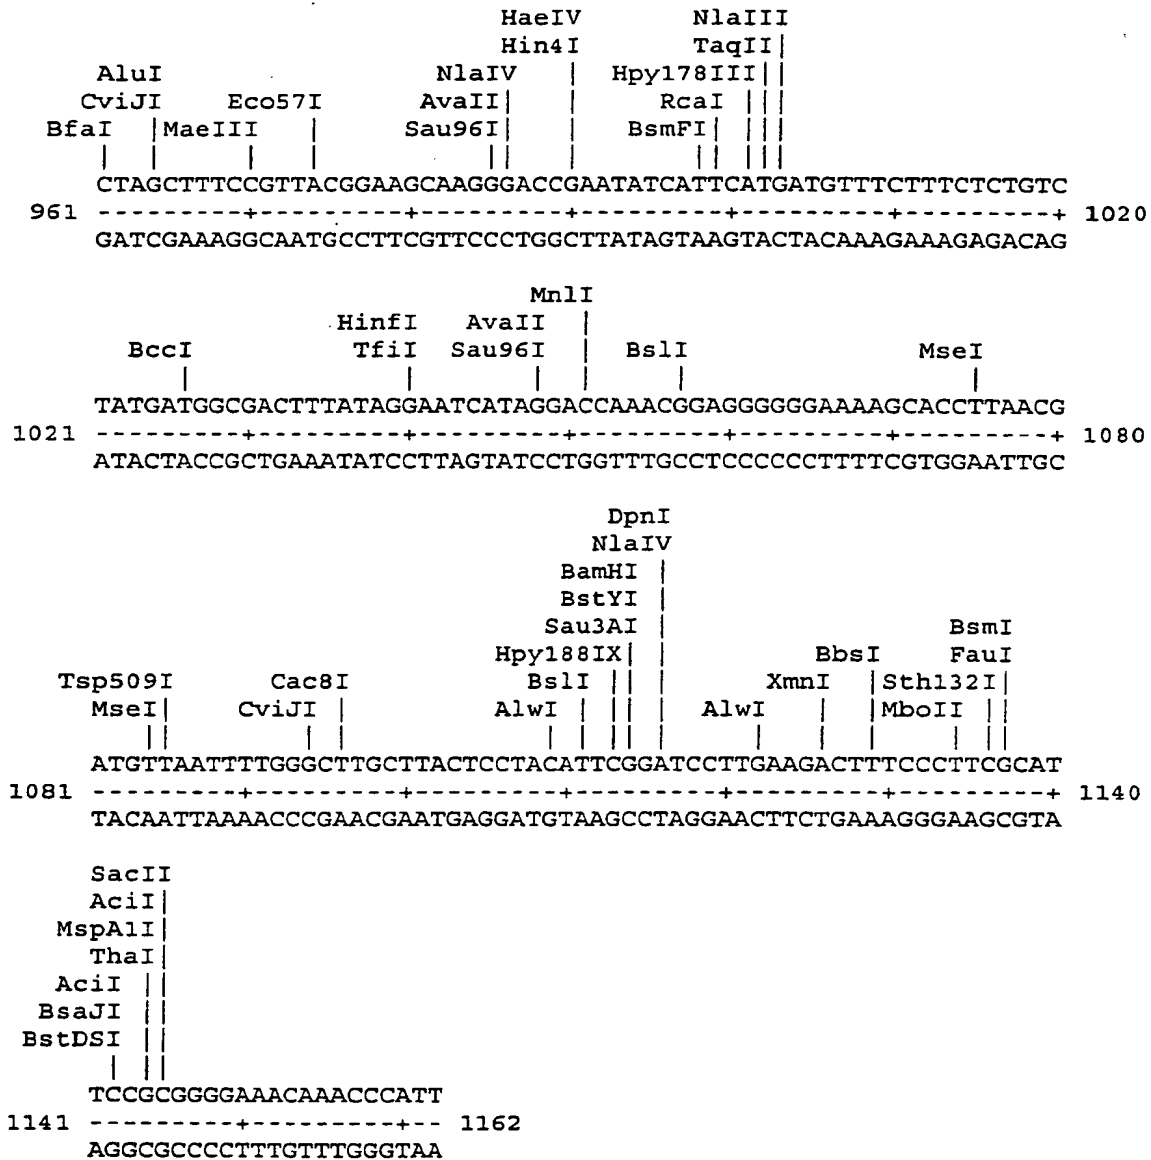 HaeIV NlaIII
Hin4I TaqII|
AluI NlaIV | Hpy178III||
CviJI Eco57I AvaII| | RcaI |||
BfaI |MaeIII | Sau96I| | BsmFI| |||
| | | | || | || |||
CTAGCTTTCCGTTACGGAAGCAAGGGACCGAATATCATTCATGATGTTTCTTTCTCTGTC
961 ---------+---------+---------+---------+---------+---------+ 1020
GATCGAAAGGCAATGCCTTCGTTCCCTGGCTTATAGTAAGTACTACAAAGAAAGAGACAG
MnlI
HinfI AvaII |
BccI TfiI Sau96I | BslI MseI
| | | | | |
TATGATGGCGACTTTATAGGAATCATAGGACCAAACGGAGGGGGGAAAAGCACCTTAACG
1021 ---------+---------+---------+---------+---------+---------+ 1080
ATACTACCGCTGAAATATCCTTAGTATCCTGGTTTGCCTCCCCCCTTTTCGTGGAATTGC
DpnI
NlaIV
BamHI |
BstYI |
Sau3AI | BsmI
Hpy188IX| | BbsI FauI
Tsp509I Cac8I BslI || | XmnI |Sth132I|
MseI| CviJI | AlwI | || | AlwI | | MboII ||
|| | | | | || | | | | | ||
ATGTTAATTTTGGGCTTGCTTACTCCTACATTCGGATCCTTGAAGACTTTCCCTTCGCAT
1081 ---------+---------+---------+---------+---------+---------+ 1140
TACAATTAAAACCCGAACGAATGAGGATGTAAGCCTAGGAACTTCTGAAAGGGAAGCGTA
SacII
AciI|
MspA1I|
ThaI|
AciI ||
BsaJI ||
BstDSI ||
| ||
TCCGCGGGGAAACAAACCCATT
1141 ---------+---------+-- 1162
AGGCGCCCCTTTGTTTGGGTAA